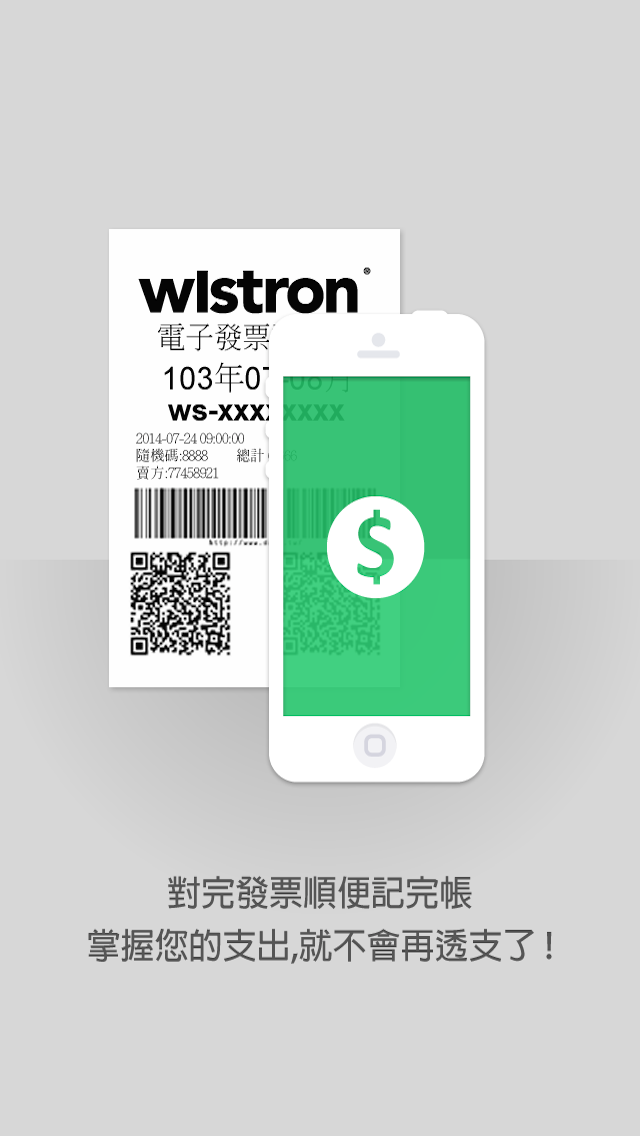 wistron®
電子發票
103年07-08月
ws-xxxxxxxx
2014-07-24 09:00:00
隨機碼:8888 總計
賣方:77458921
$
對完發票順便記完帳
掌握您的支出,就不會再透支了!